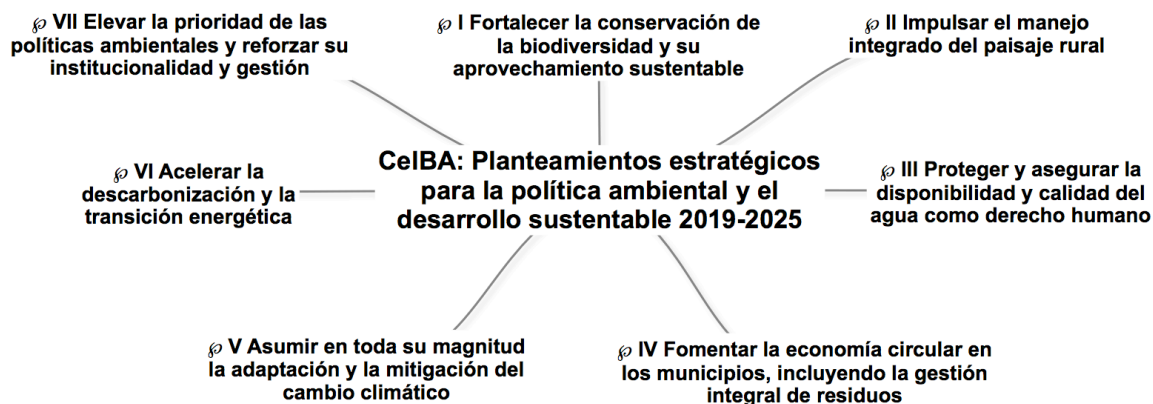 ℘ VII Elevar la prioridad de las
políticas ambientales y reforzar su
institucionalidad y gestión
℘ I Fortalecer la conservación de
la biodiversidad y su
aprovechamiento sustentable
℘ II Impulsar el manejo
integrado del paisaje rural
℘ VI Acelerar la
descarbonización y la
transición energética
CeIBA: Planteamientos estratégicos
para la política ambiental y el
desarrollo sustentable 2019-2025
℘ III Proteger y asegurar la
disponibilidad y calidad del
agua como derecho humano
℘ V Asumir en toda su magnitud
la adaptación y la mitigación del
cambio climático
℘ IV Fomentar la economía circular en
los municipios, incluyendo la gestión
integral de residuos